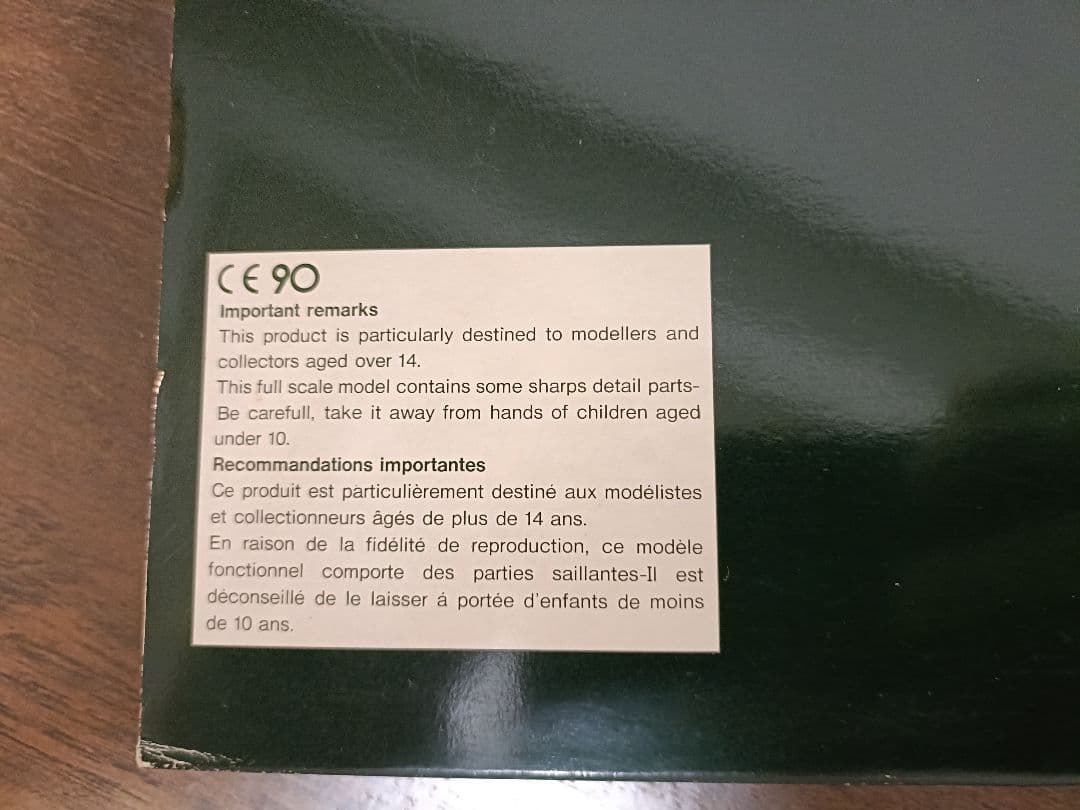 CE 90
Important remarks
This product is particularly destined to modellers and
collectors aged over 14.
This full scale model contains some sharps detail parts-
Be carefull, take it away from hands of children aged
under 10.
Recommandations importantes
Ce produit est particulièrement destiné aux modélistes
et collectionneurs âgés de plus de 14 ans.
En raison de la fidélité de reproduction, ce modèle
fonctionnel comporte des parties saillantes-Il est
déconseillé de le laisser á portée d'enfants de moins
de 10 ans.